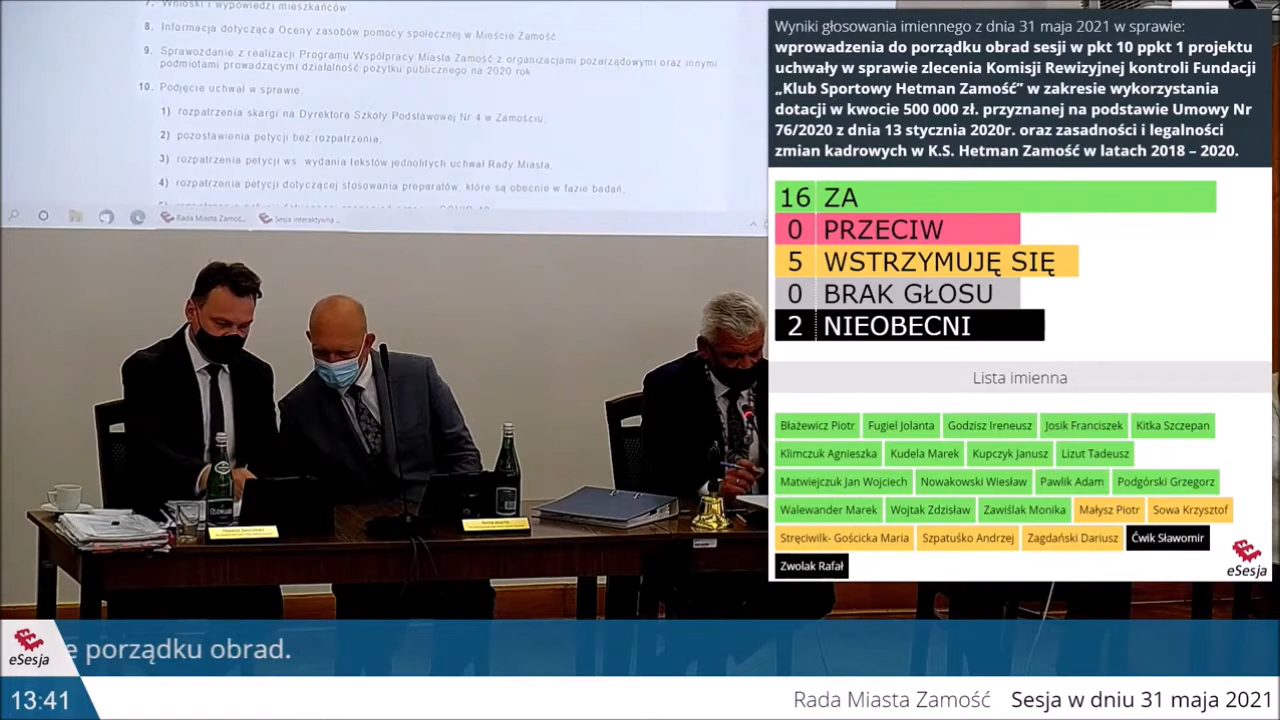 7. Wnioski i wypowiedzi mieszkańców
8. Informacja dotycząca Oceny zasobów pomocy społecznej w Mieście Zamość.
9. Sprawozdanie z realizacji Programu Współpracy Miasta Zamość z organizacjami pozarządowymi oraz innymi
podmiotami prowadzącymi działalność pożytku publicznego na 2020 rok
10. Podjęcie uchwał w sprawie:
1) rozpatrzenia skargi na Dyrektora Szkoły Podstawowej Nr 4 w Zamościu,
2) pozostawienia petycji bez rozpatrzenia,
3) rozpatrzenia petycji ws. wydania tekstów jednolitych uchwał Rady Miasta,
4) rozpatrzenia petycji dotyczącej stosowania preparatów, które są obecnie w fazie badań,
Rada Miasta Zamoś...
Sesja interaktywna ...
Wyniki głosowania imiennego z dnia 31 maja 2021 w sprawie:
wprowadzenia do porządku obrad sesji w pkt 10 ppkt 1 projektu
uchwały w sprawie zlecenia Komisji Rewizyjnej kontroli Fundacji
„Klub Sportowy Hetman Zamość” w zakresie wykorzystania
dotacji w kwocie 500 000 zł. przyznanej na podstawie Umowy Nr
76/2020 z dnia 13 stycznia 2020r. oraz zasadności i legalności
zmian kadrowych w K.S. Hetman Zamość w latach 2018 – 2020.
16 ZA
0 PRZECIW
5 WSTRZYMUJĘ SIĘ
0 BRAK GŁOSU
2 NIEOBECNI
Lista imienna
Błażewicz Piotr Fugiel Jolanta Godzisz Ireneusz Josik Franciszek Kitka Szczepan
Klimczuk Agnieszka Kudela Marek Kupczyk Janusz Lizut Tadeusz
Matwiejczuk Jan Wojciech Nowakowski Wiesław Pawlik Adam Podgórski Grzegorz
Walewander Marek Wojtak Zdzisław Zawiślak Monika Małysz Piotr Sowa Krzysztof
Stręciwilk- Gościcka Maria Szpatuśko Andrzej Zagdański Dariusz Ćwik Sławomir
Zwolak Rafał
eSesja
eSesja
e porządku obrad.
13:41
Rada Miasta Zamość Sesja w dniu 31 maja 2021